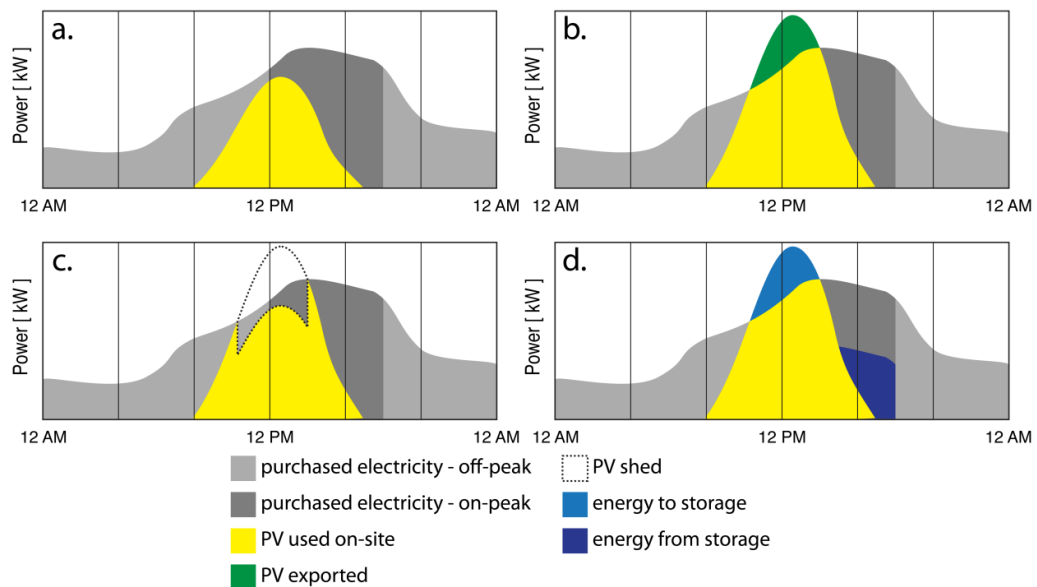 a.
Power [ kW ]
12 AM
12 PM
12 AM
b.
Power [ kW ]
12 AM
12 PM
12 AM
c.
Power [ kW ]
12 AM
12 PM
12 AM
d.
Power [ kW ]
12 AM
12 PM
12 AM
purchased electricity - off-peak
purchased electricity - on-peak
PV used on-site
PV exported
PV shed
energy to storage
energy from storage